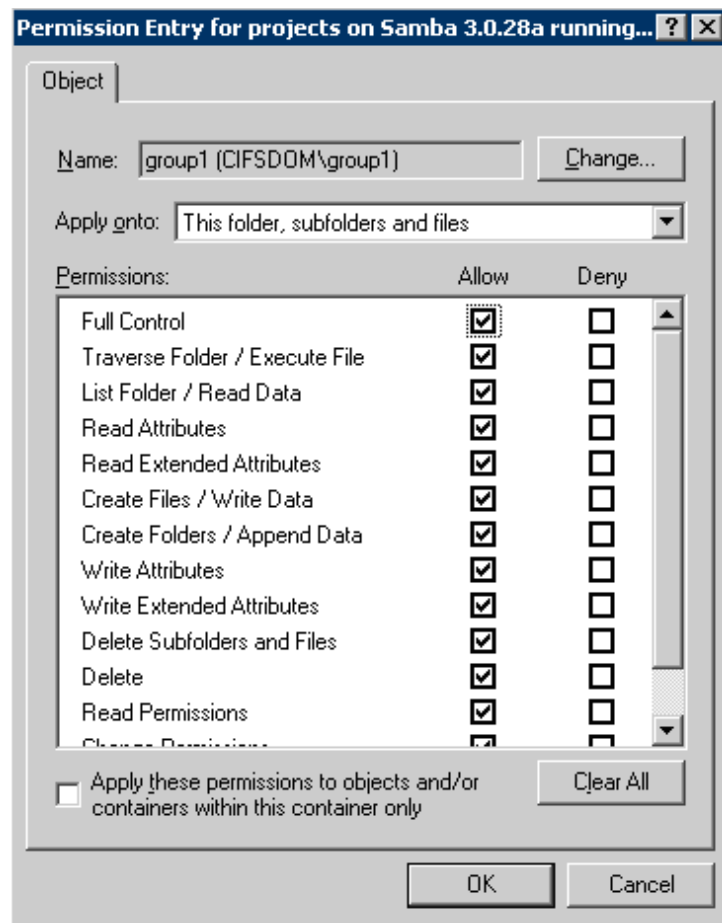 Permission Entry for projects on Samba 3.0.28a running...
Object
Name: group1 (CIFSDOM\group1) Change...
Apply onto: This folder, subfolders and files
Permissions: Allow Deny
Full Control
Traverse Folder / Execute File
List Folder / Read Data
Read Attributes
Read Extended Attributes
Create Files / Write Data
Create Folders / Append Data
Write Attributes
Write Extended Attributes
Delete Subfolders and Files
Delete
Read Permissions
Change Permissions
Apply these permissions to objects and/or
containers within this container only
Clear All
OK Cancel